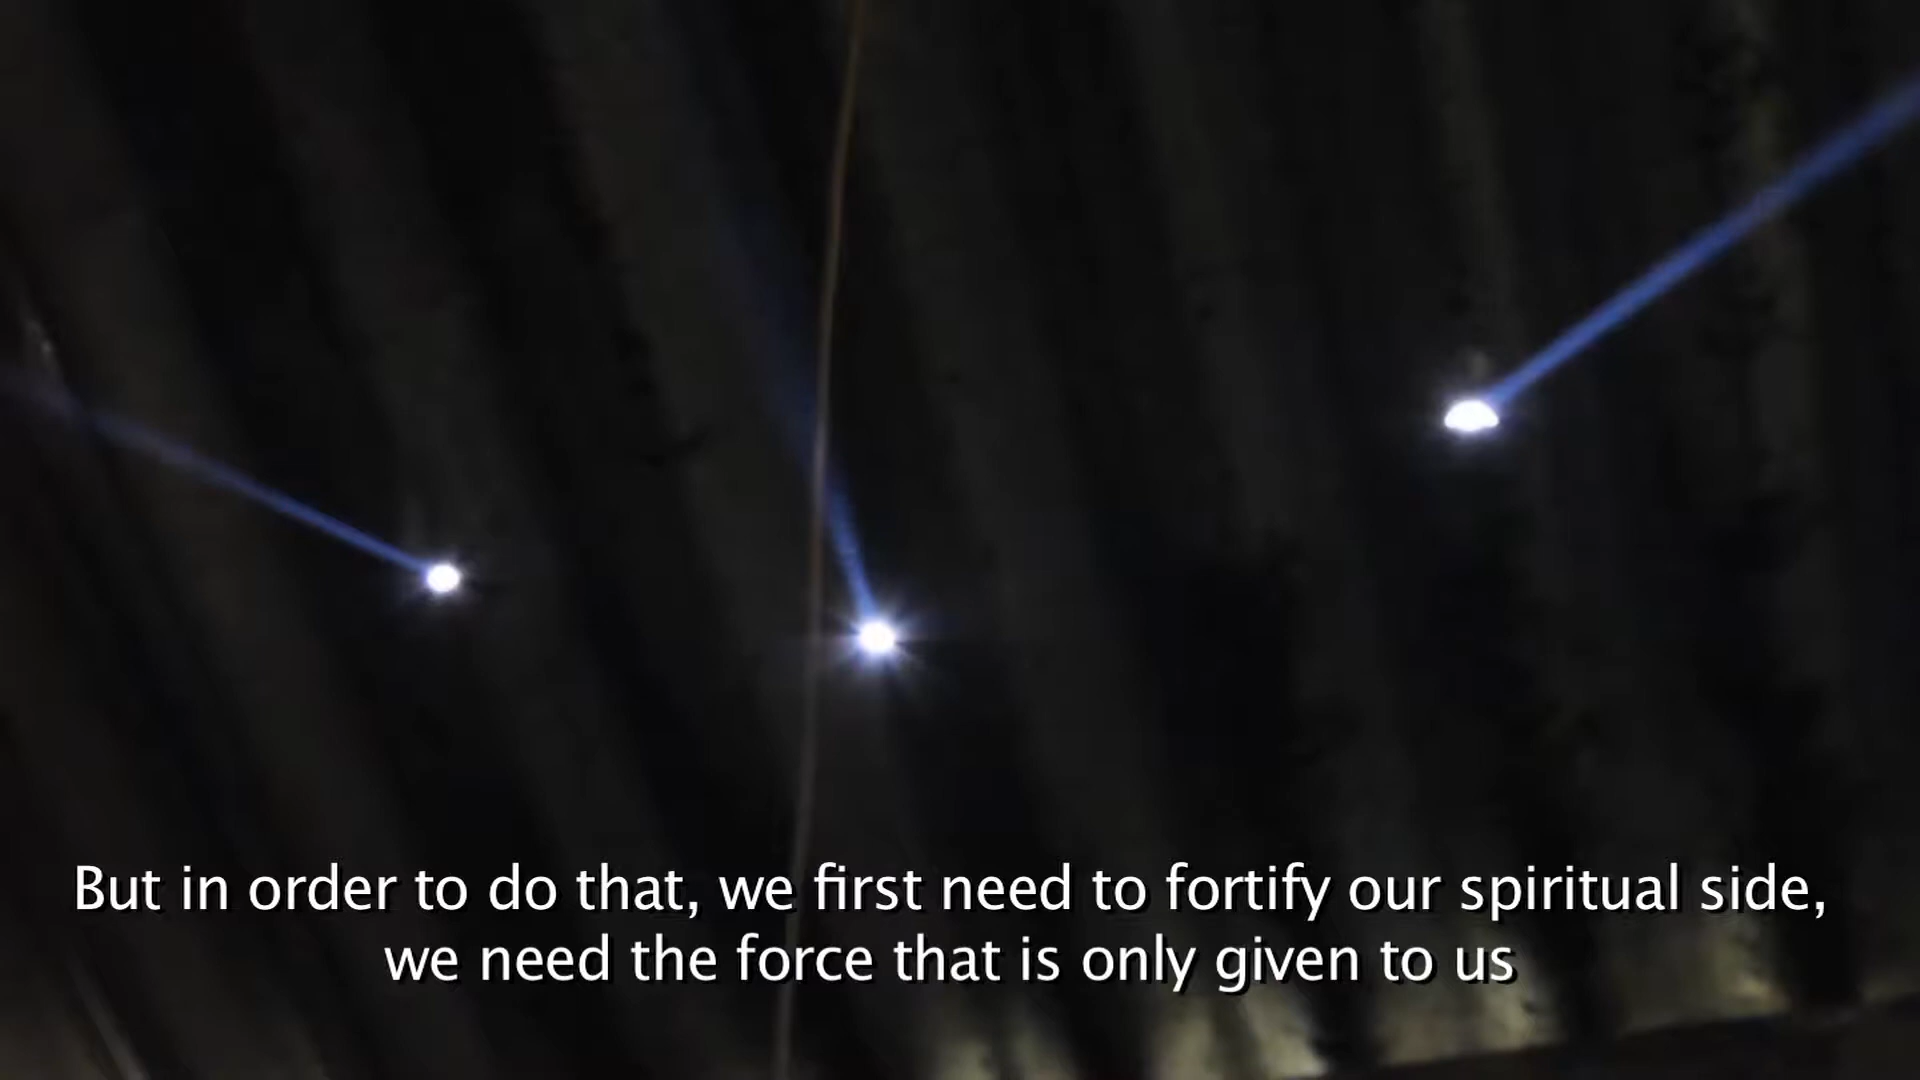 But in order to do that, we first need to fortify our spiritual side,
we need the force that is only given to us